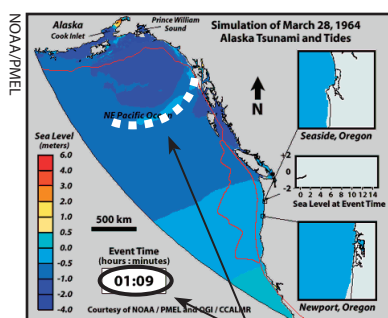 NOAA/PMEL
Alaska
Cook Inlet
Prince William
Sound
Simulation of March 28, 1964
Alaska Tsunami and Tides
N
NE Pacific Ocean
Seaside, Oregon
Sea Level
(meters)
6.0
4.0
3.0
2.0
1.0
0.5
0.0
-0.5
-1.0
-2.0
-4.0
500 km
+2
-2
0 2 4 6 8 10 12 14
Sea Level at Event Time
Event Time
(hours : minutes)
01:09
Newport, Oregon
Courtesy of NOAA / PMEL and OGI / CCALMR